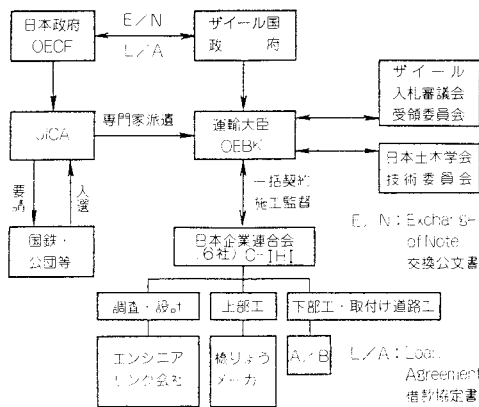 日本政府
OECF
E/N
L/A
ザイール国
政府
ザイール
入札審議会
受領委員会
JICA
専門家派遣
運輸大臣
OEBK
日本土木学会
技術委員会
要請
人選
一括契約
施工監督
国鉄・
公団等
日本企業連合会
(6社) C-IHI
E/N:Exchange
of Note
交換公文書
調査・設計
上部工
下部工・取付け道路工
エンジニア
リング会社
橋りょう
メーカ
A/B
L/A:Loan
Agreement
借款協定書